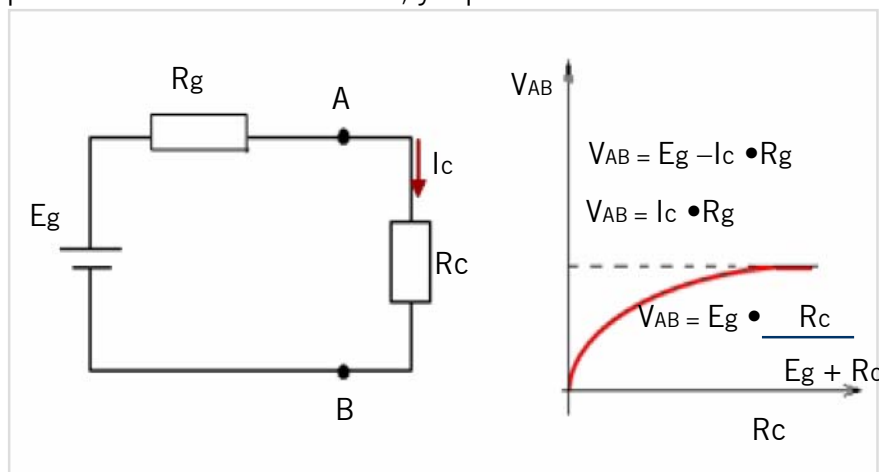 Rg
A
Ic
Eg
Rc
B
VAB
VAB = Eg –Ic •Rg
VAB = Ic •Rg
VAB = Eg • Rc
Eg + Rc
Rc